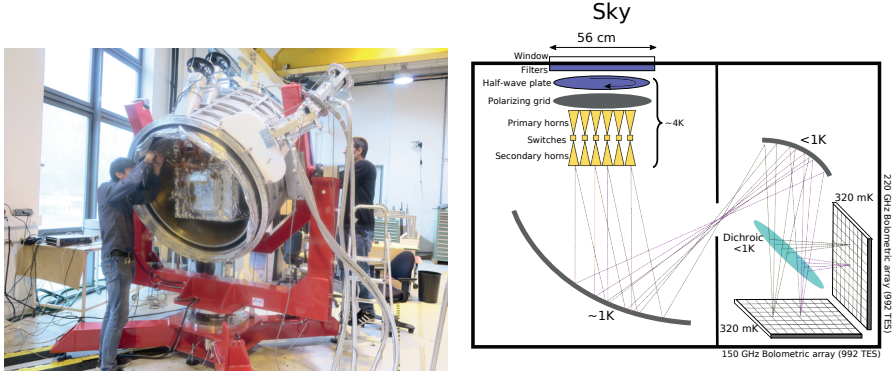 Sky
56 cm
Window
Filters
Half-wave plate
Polarizing grid
Primary horns
Switches
Secondary horns
~4K
<1K
320 mK
Dichroic
<1K
~1K
320 mK
220 GHz Bolometric array (992 TES)
150 GHz Bolometric array (992 TES)